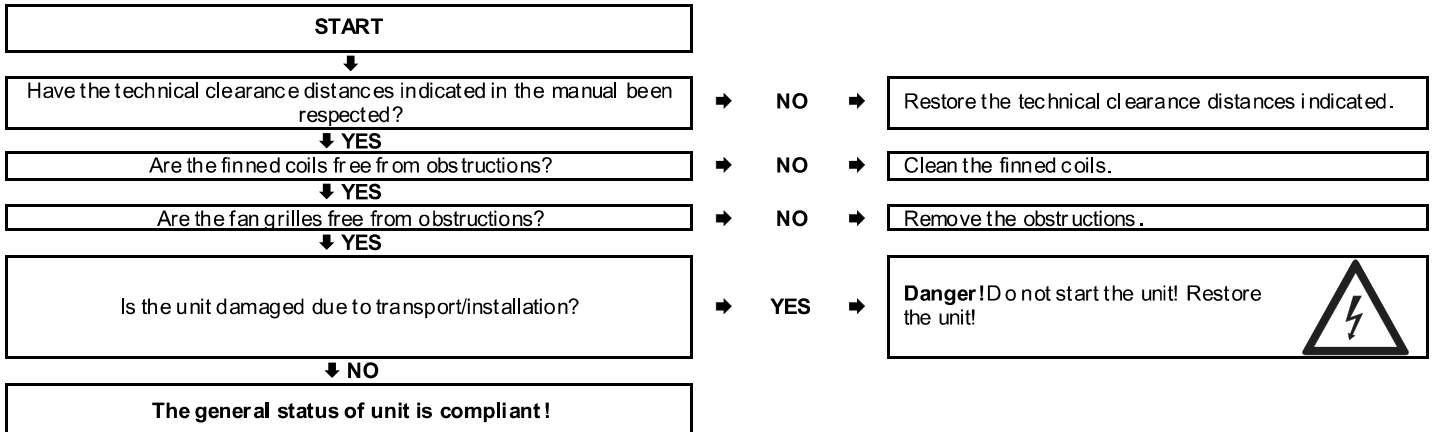 START
Have the technical clearance distances indicated in the manual been
respected?
NO
Restore the technical clearance distances indicated.
YES
Are the finned coils free from obstructions?
NO
Clean the finned coils.
YES
Are the fan grilles free from obstructions?
NO
Remove the obstructions.
YES
Is the unit damaged due to transport/installation?
YES
Danger! Do not start the unit! Restore
the unit!
NO
The general status of unit is compliant!